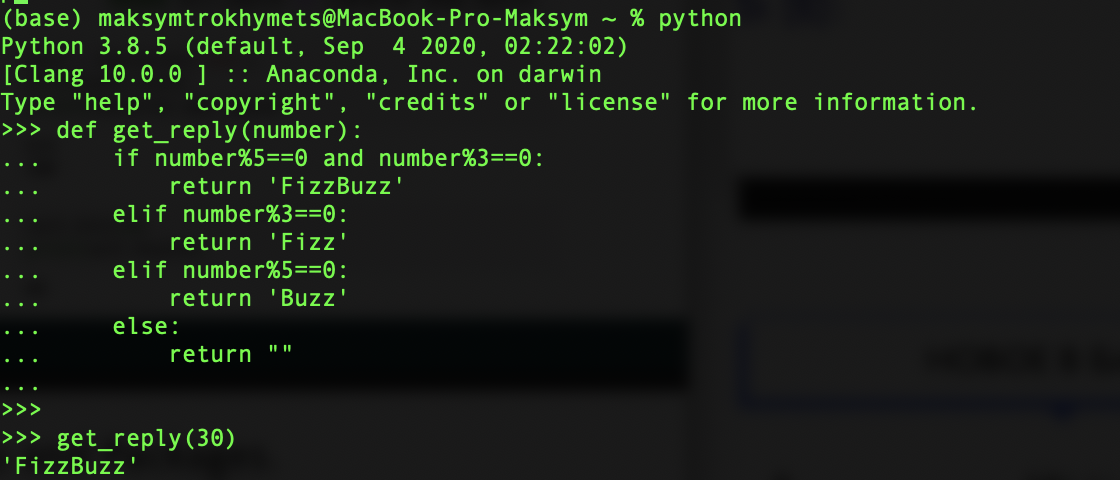 (base) maksymtrokhymets@MacBook-Pro-Maksym ~ % python
Python 3.8.5 (default, Sep  4 2020, 02:22:02)
[Clang 10.0.0 ] :: Anaconda, Inc. on darwin
Type "help", "copyright", "credits" or "license" for more information.
>>> def get_reply(number):
...     if number%5==0 and number%3==0:
...         return 'FizzBuzz'
...     elif number%3==0:
...         return 'Fizz'
...     elif number%5==0:
...         return 'Buzz'
...     else:
...         return ""
...
>>>
>>> get_reply(30)
'FizzBuzz'